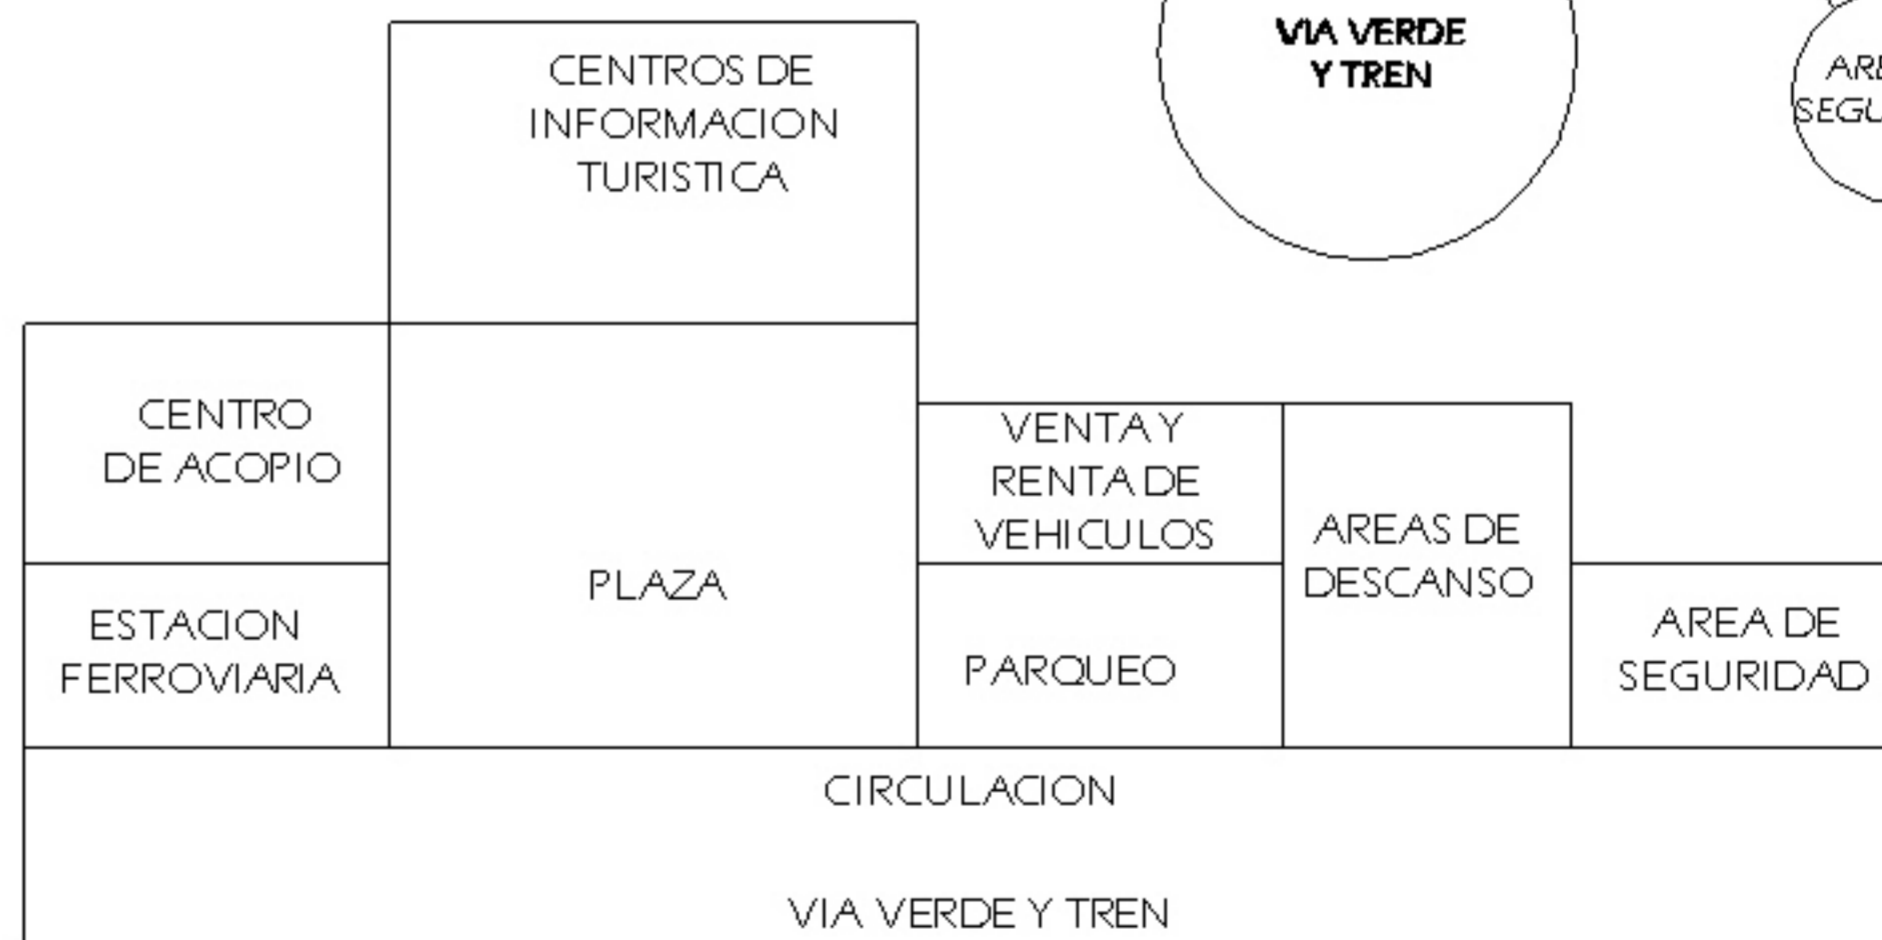 VIA VERDE
Y TREN
CENTROS DE
INFORMACION
TURISTICA
CENTRO
DE ACOPIO
VENTA Y
RENTA DE
VEHICULOS
AREAS DE
DESCANSO
PLAZA
ESTACION
FERROVIARIA
PARQUEO
AREA DE
SEGURIDAD
CIRCULACION
VIA VERDE Y TREN